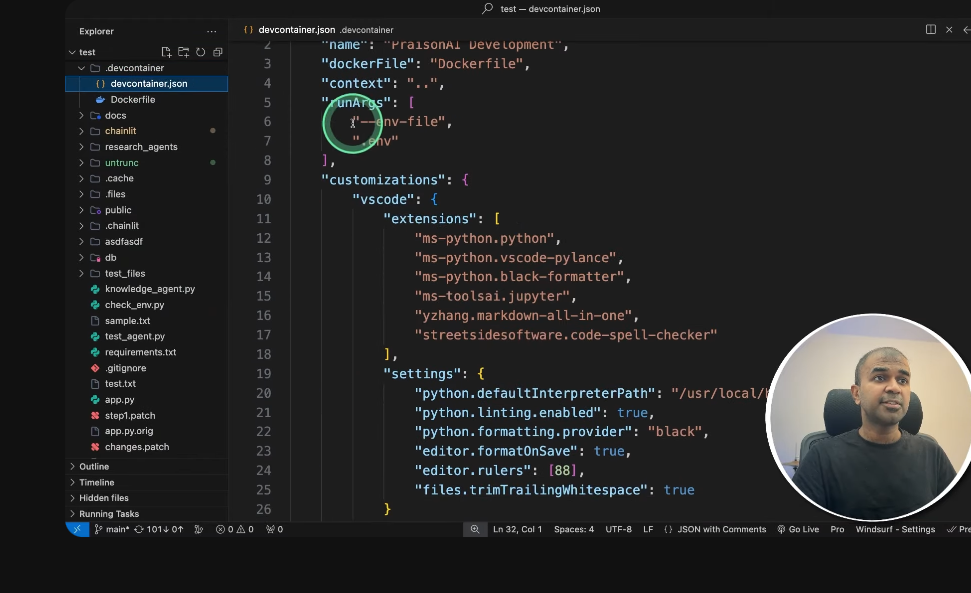 test — devcontainer.json
Explorer
test
.devcontainer
{} devcontainer.json
Dockerfile
docs
chainlit
research_agents
untrunc
.cache
.files
public
.chainlit
asdfasdf
db
test_files
knowledge_agent.py
check_env.py
sample.txt
test_agent.py
requirements.txt
.gitignore
test.txt
app.py
step1.patch
app.py.orig
changes.patch
Outline
Timeline
Hidden files
Running Tasks
{} devcontainer.json .devcontainer
2 "name": "PraisonAI Development",
3 "dockerFile": "Dockerfile",
4 "context": "..",
5 "runArgs": [
6 "--env-file",
7 ".env"
8 ],
9 "customizations": {
10 "vscode": {
11 "extensions": [
12 "ms-python.python",
13 "ms-python.vscode-pylance",
14 "ms-python.black-formatter",
15 "ms-toolsai.jupyter",
16 "yzhang.markdown-all-in-one",
17 "streetsidesoftware.code-spell-checker"
18 ],
19 "settings": {
20 "python.defaultInterpreterPath": "/usr/local/
21 "python.linting.enabled": true,
22 "python.formatting.provider": "black",
23 "editor.formatOnSave": true,
24 "editor.rulers": [88],
25 "files.trimTrailingWhitespace": true
26 }
main* 101↓ 0↑ 0 0 0 Ln 32, Col 1 Spaces: 4 UTF-8 LF {} JSON with Comments Go Live Pro Windsurf - Settings